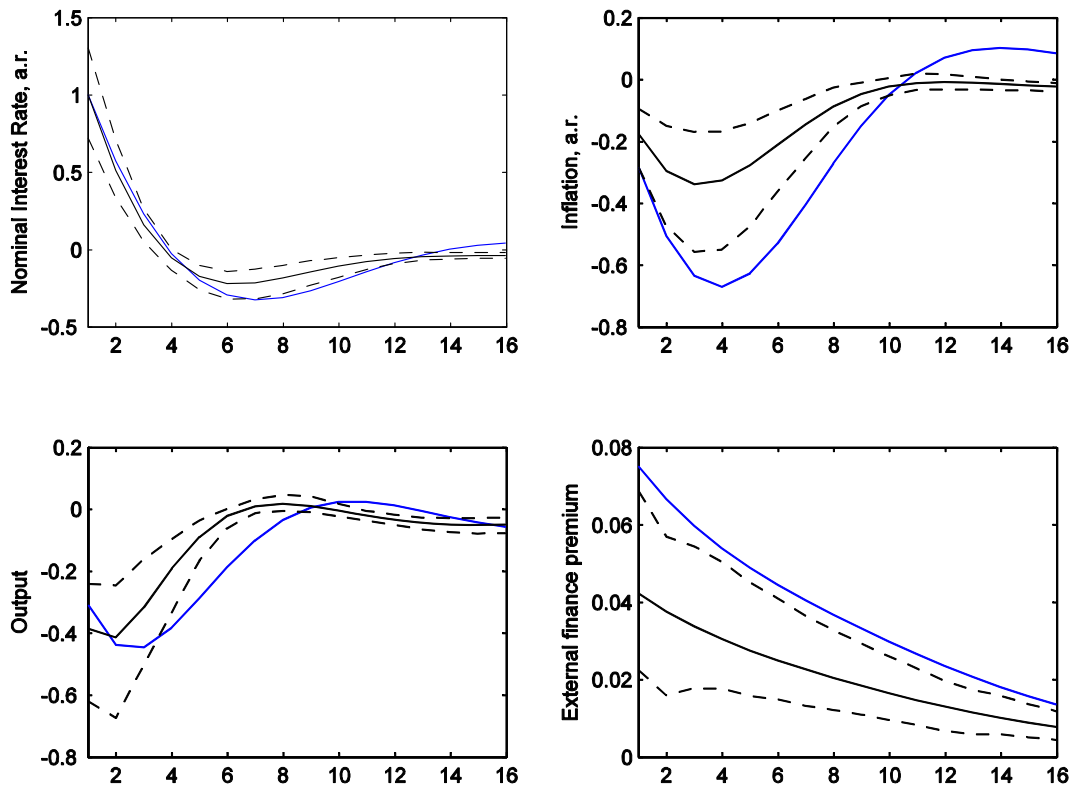 Nominal Interest Rate, a.r.
1.5
1
0.5
0
-0.5
2 4 6 8 10 12 14 16
Inflation, a.r.
0.2
0
-0.2
-0.4
-0.6
-0.8
2 4 6 8 10 12 14 16
Output
0.2
0
-0.2
-0.4
-0.6
-0.8
2 4 6 8 10 12 14 16
External finance premium
0.08
0.06
0.04
0.02
0
2 4 6 8 10 12 14 16